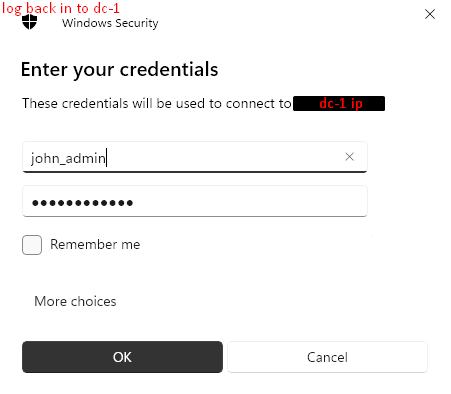 log back in to dc-1
Windows Security
Enter your credentials
These credentials will be used to connect to dc-1 ip
john_admin
●●●●●●●●●●●●
Remember me
More choices
OK
Cancel